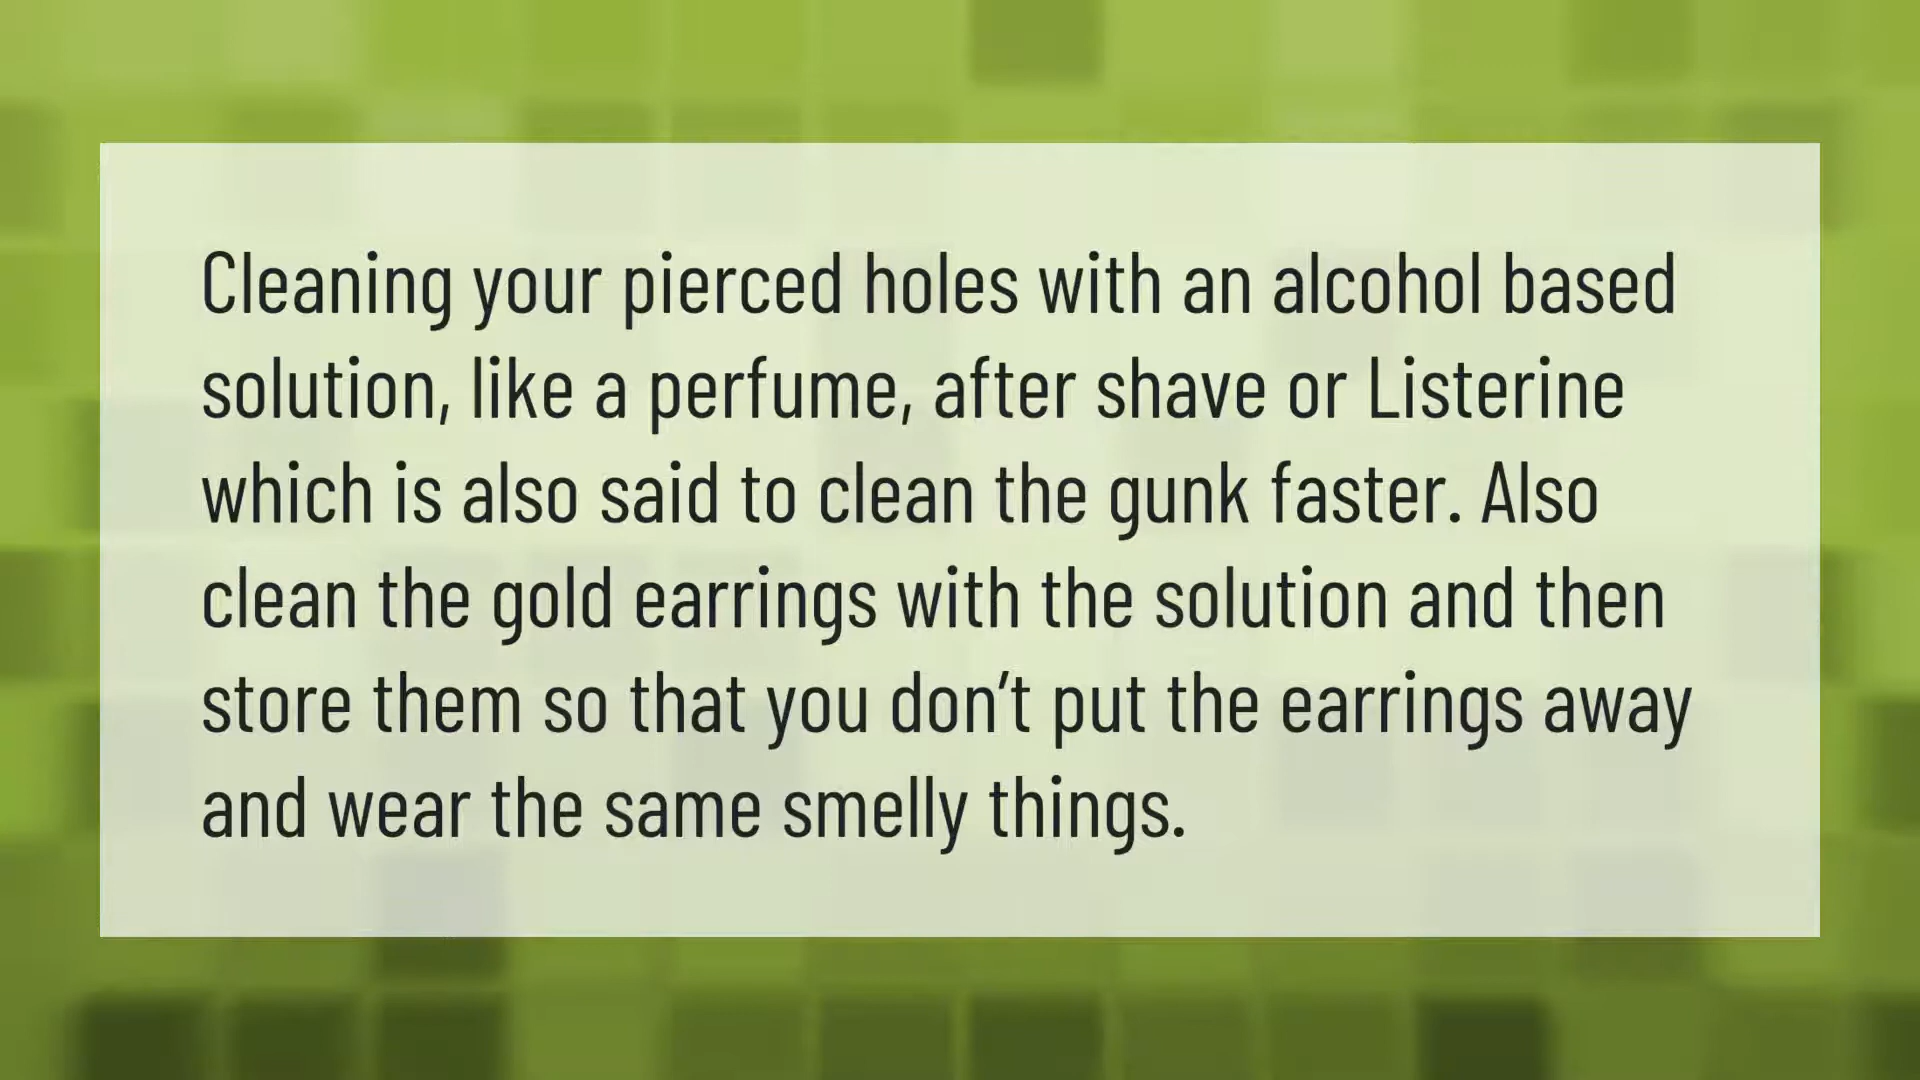 Cleaning your pierced holes with an alcohol based
solution, like a perfume, after shave or Listerine
which is also said to clean the gunk faster. Also
clean the gold earrings with the solution and then
store them so that you don’t put the earrings away
and wear the same smelly things.